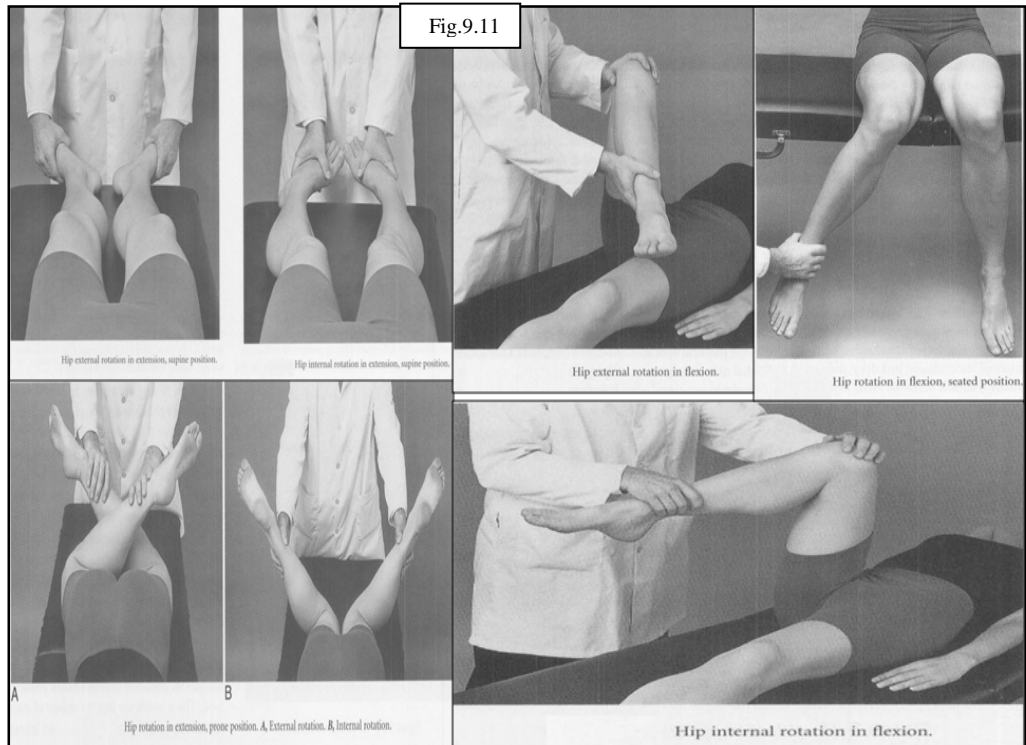 Fig.9.11
Hip external rotation in extension, supine position.
Hip internal rotation in extension, supine position.
Hip external rotation in flexion.
Hip rotation in flexion, seated position.
A
B
Hip rotation in extension, prone position. A, External rotation. B, Internal rotation.
Hip internal rotation in flexion.